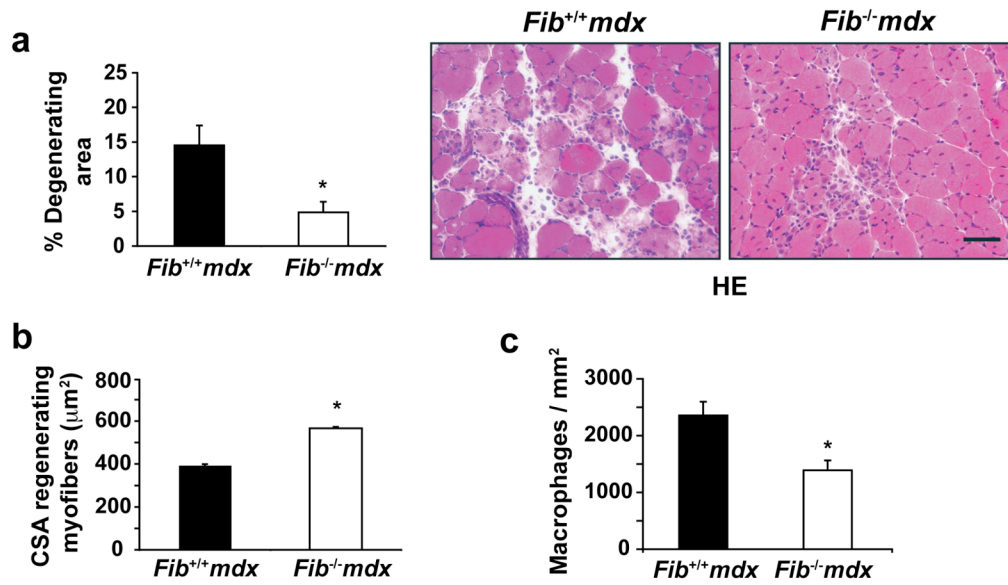 a
% Degenerating
area
25
20
15
10
5
0
*
Fib+/+mdx
Fib-/-mdx
Fib+/+mdx
Fib-/-mdx
HE
b
CSA regenerating
myofibers (μm²)
800
600
400
200
0
*
Fib+/+mdx
Fib-/-mdx
c
Macrophages / mm²
3000
2000
1000
0
*
Fib+/+mdx
Fib-/-mdx